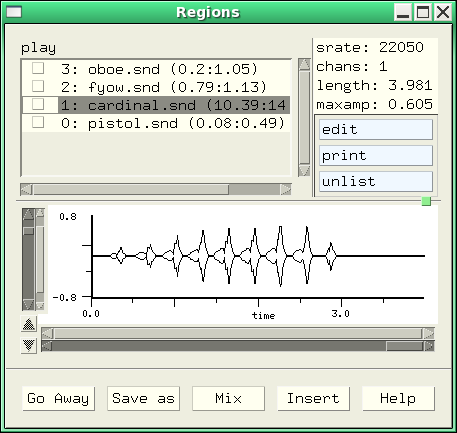 Regions
play
3: oboe.snd (0.2:1.05)
2: fyow.snd (0.79:1.13)
1: cardinal.snd (10.39:14
0: pistol.snd (0.08:0.49)
srate: 22050
chans: 1
length: 3.981
maxamp: 0.605
edit
print
unlist
0.8
-0.8
0.0
time
3.0
Go Away
Save as
Mix
Insert
Help